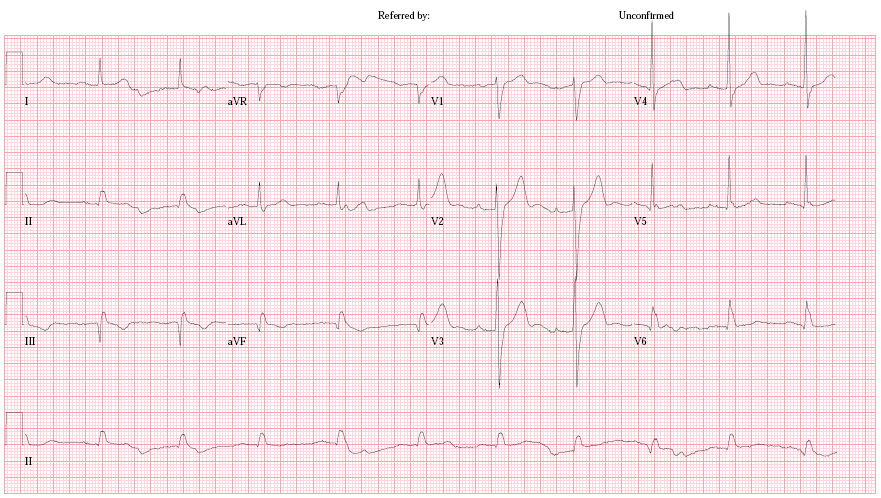 Referred by: Unconfirmed
I aVR V1 V4
II aVL V2 V5
III aVF V3 V6
II